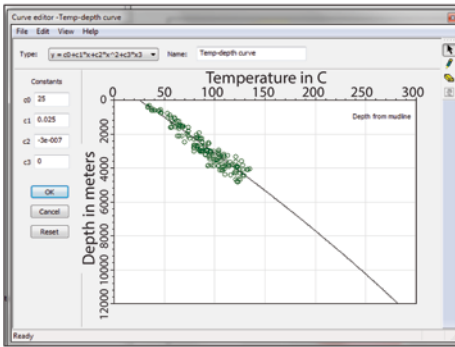 Curve editor -Temp-depth curve
File Edit View Help
Type: y = c0+c1*x+c2*x^2+c3*x3 Name: Temp-depth curve
Constants
c0 25
c1 0.025
c2 -3e-007
c3 0
OK
Cancel
Reset
Temperature in C
0 50 100 150 200 250 300
Depth from mudline
Depth in meters
0
2000
4000
6000
8000
10000
12000
Ready